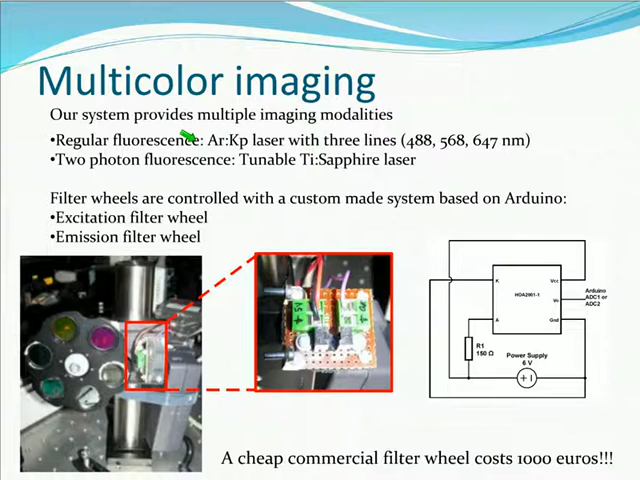 Multicolor imaging
Our system provides multiple imaging modalities
•Regular fluorescence: Ar:Kp laser with three lines (488, 568, 647 nm)
•Two photon fluorescence: Tunable Ti:Sapphire laser
Filter wheels are controlled with a custom made system based on Arduino:
•Excitation filter wheel
•Emission filter wheel
K
Vcc
HOA2001-1
Vo
Arduino
ADC1 or
ADC2
A
Gnd
R1
150 Ω
Power Supply
6 V
A cheap commercial filter wheel costs 1000 euros!!!